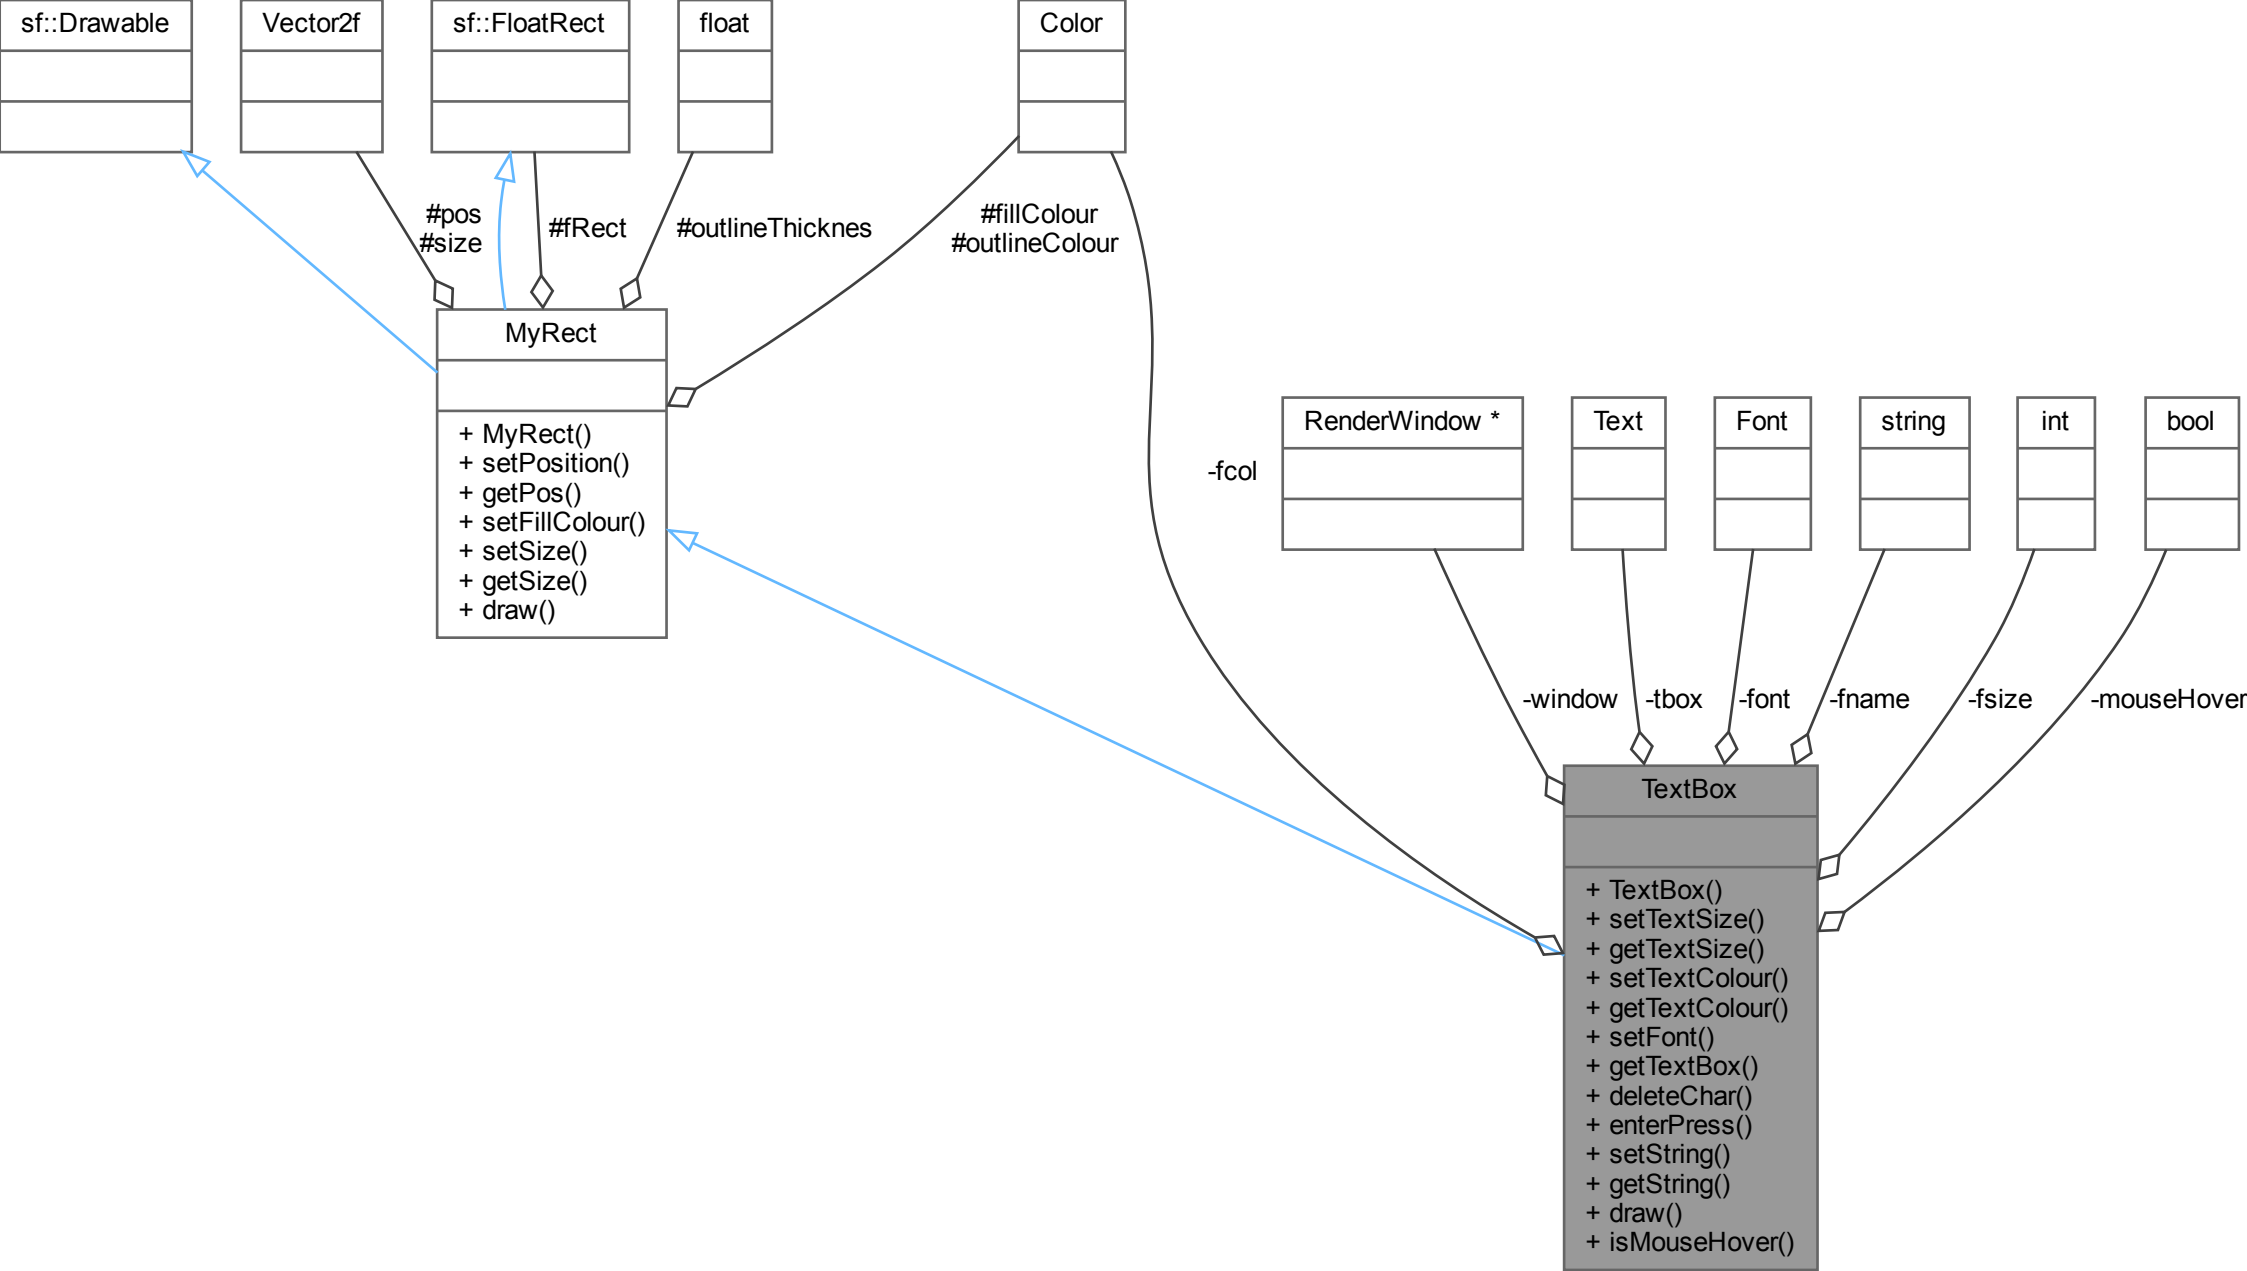 sf::Drawable
Vector2f
sf::FloatRect
float
Color
#pos
#size
#fRect
#outlineThicknes
#fillColour
#outlineColour
MyRect
+ MyRect()
+ setPosition()
+ getPos()
+ setFillColour()
+ setSize()
+ getSize()
+ draw()
-fcol
RenderWindow *
Text
Font
string
int
bool
-window
-tbox
-font
-fname
-fsize
-mouseHover
TextBox
+ TextBox()
+ setTextSize()
+ getTextSize()
+ setTextColour()
+ getTextColour()
+ setFont()
+ getTextBox()
+ deleteChar()
+ enterPress()
+ setString()
+ getString()
+ draw()
+ isMouseHover()